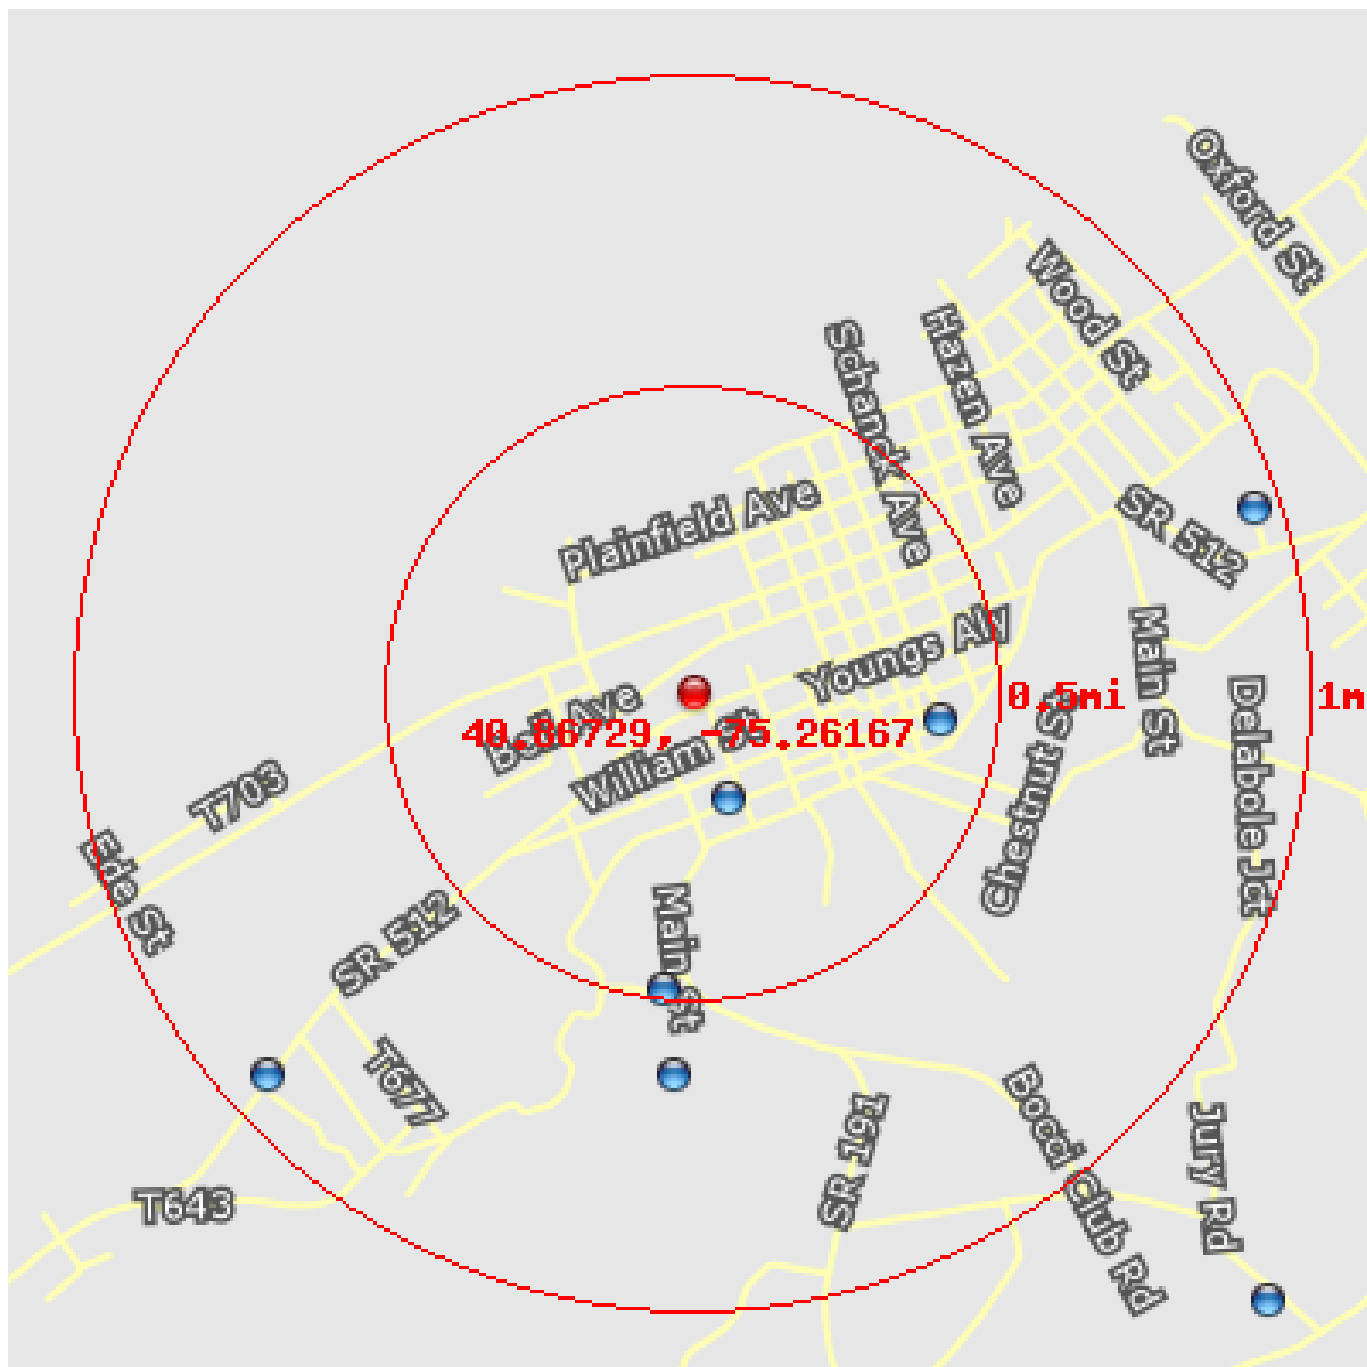 Oxford St
Wood St
Hazen Ave
Schanck Ave
Plainfield Ave
SR 512
Youngs Aly
Main St
0.5mi
1m
Bell Ave
40.86729, -75.26167
William St
Chestnut St
Delabole Jct
T703
Ede St
SR 512
Main St
T677
SR 191
Bocci Club Rd
Jury Rd
T643